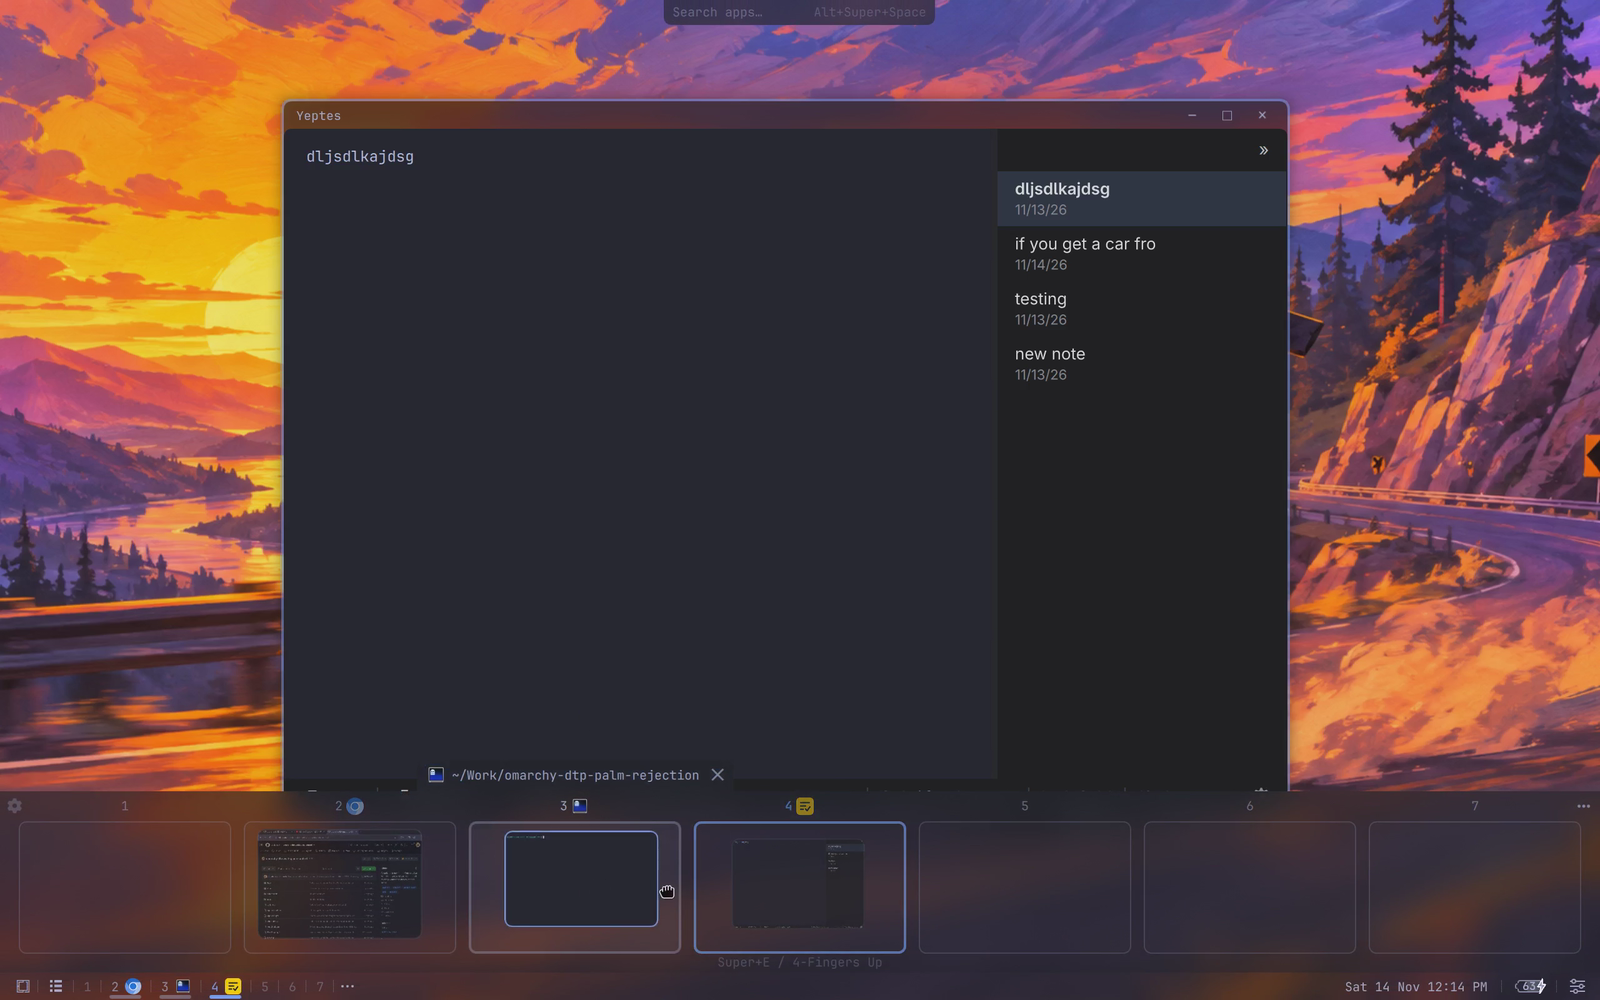 Search apps… Alt+Super+Space
Yeptes
dljsdlkajdsg
»
dljsdlkajdsg
11/13/26
if you get a car fro
11/14/26
testing
11/13/26
new note
11/13/26
~/Work/omarchy-dtp-palm-rejection
1 2 3 4 5 6 7
Super+E / 4-Fingers Up
1 2 3 4 5 6 7 Sat 14 Nov 12:14 PM 63